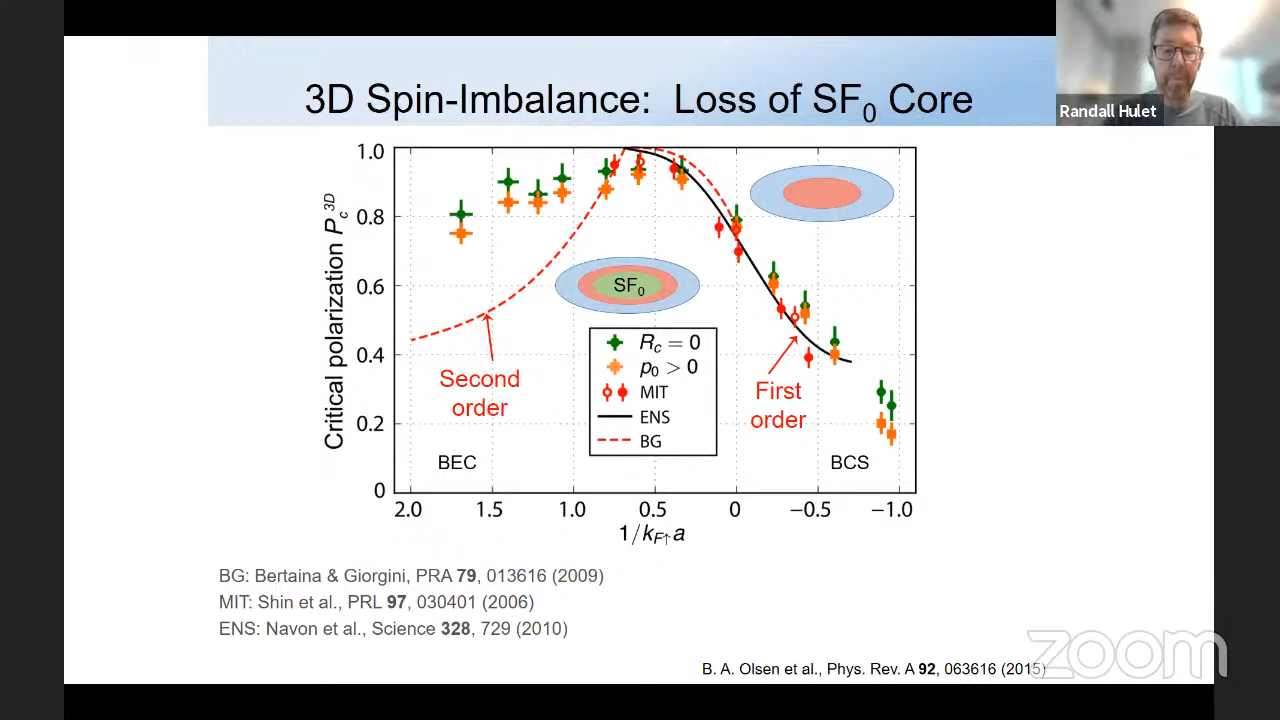 3D Spin-Imbalance: Loss of SF₀ Core
Randall Hulet
Critical polarization P_c^{3D}
1.0
0.8
0.6
0.4
0.2
0
SF₀
R_c = 0
p₀ > 0
MIT
ENS
BG
Second
order
First
order
BEC
BCS
2.0 1.5 1.0 0.5 0 −0.5 −1.0
1/k_{F↑}a
BG: Bertaina & Giorgini, PRA 79, 013616 (2009)
MIT: Shin et al., PRL 97, 030401 (2006)
ENS: Navon et al., Science 328, 729 (2010)
zoom
B. A. Olsen et al., Phys. Rev. A 92, 063616 (2015)